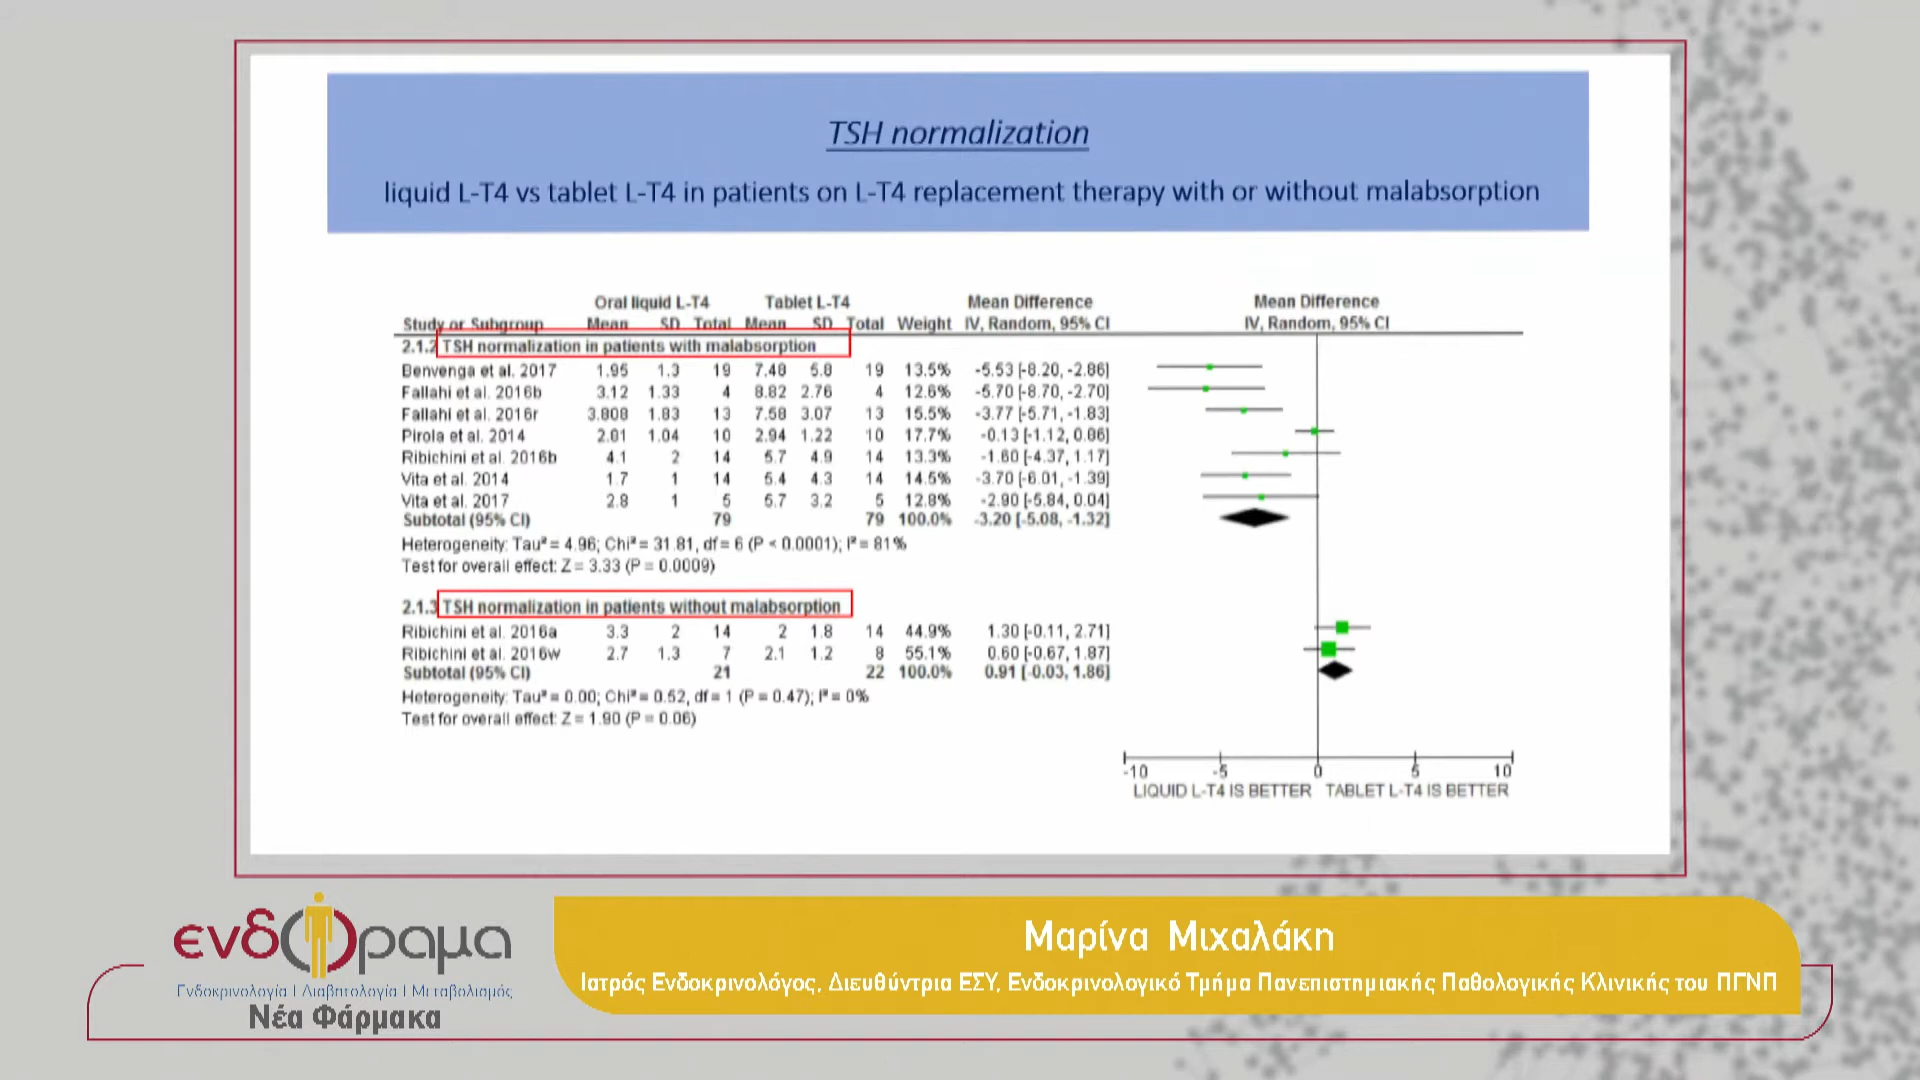 TSH normalization
liquid L-T4 vs tablet L-T4 in patients on L-T4 replacement therapy with or without malabsorption
Oral liquid L-T4 Tablet L-T4 Mean Difference Mean Difference
Study or Subgroup Mean SD Total Mean SD Total Weight IV, Random, 95% CI IV, Random, 95% CI
2.1.2 TSH normalization in patients with malabsorption
Benvenga et al. 2017 1.95 1.3 19 7.48 5.8 19 13.5% -5.53 [-8.20, -2.86]
Fallahi et al. 2016b 3.12 1.33 4 8.82 2.76 4 12.6% -5.70 [-8.70, -2.70]
Fallahi et al. 2016r 3.808 1.83 13 7.58 3.07 13 15.5% -3.77 [-5.71, -1.83]
Pirola et al. 2014 2.81 1.04 10 2.94 1.22 10 17.7% -0.13 [-1.12, 0.86]
Ribichini et al. 2016b 4.1 2 14 5.7 4.9 14 13.3% -1.60 [-4.37, 1.17]
Vita et al. 2014 1.7 1 14 5.4 4.3 14 14.5% -3.70 [-6.01, -1.39]
Vita et al. 2017 2.8 1 5 5.7 3.2 5 12.8% -2.90 [-5.84, 0.04]
Subtotal (95% CI) 79 79 100.0% -3.20 [-5.08, -1.32]
Heterogeneity: Tau² = 4.96; Chi² = 31.81, df = 6 (P < 0.0001); I² = 81%
Test for overall effect: Z = 3.33 (P = 0.0009)
2.1.3 TSH normalization in patients without malabsorption
Ribichini et al. 2016a 3.3 2 14 2 1.8 14 44.9% 1.30 [-0.11, 2.71]
Ribichini et al. 2016w 2.7 1.3 7 2.1 1.2 8 55.1% 0.60 [-0.67, 1.87]
Subtotal (95% CI) 21 22 100.0% 0.91 [-0.03, 1.86]
Heterogeneity: Tau² = 0.00; Chi² = 0.52, df = 1 (P = 0.47); I² = 0%
Test for overall effect: Z = 1.90 (P = 0.06)
-10 -5 0 5 10
LIQUID L-T4 IS BETTER TABLET L-T4 IS BETTER
ενδόραμα
Ενδοκρινολογία | Διαβητολογία | Μεταβολισμός
Νέα Φάρμακα
Μαρίνα Μιχαλάκη
Ιατρός Ενδοκρινολόγος, Διευθύντρια ΕΣΥ, Ενδοκρινολογικό Τμήμα Πανεπιστημιακής Παθολογικής Κλινικής του ΠΓΝΠ